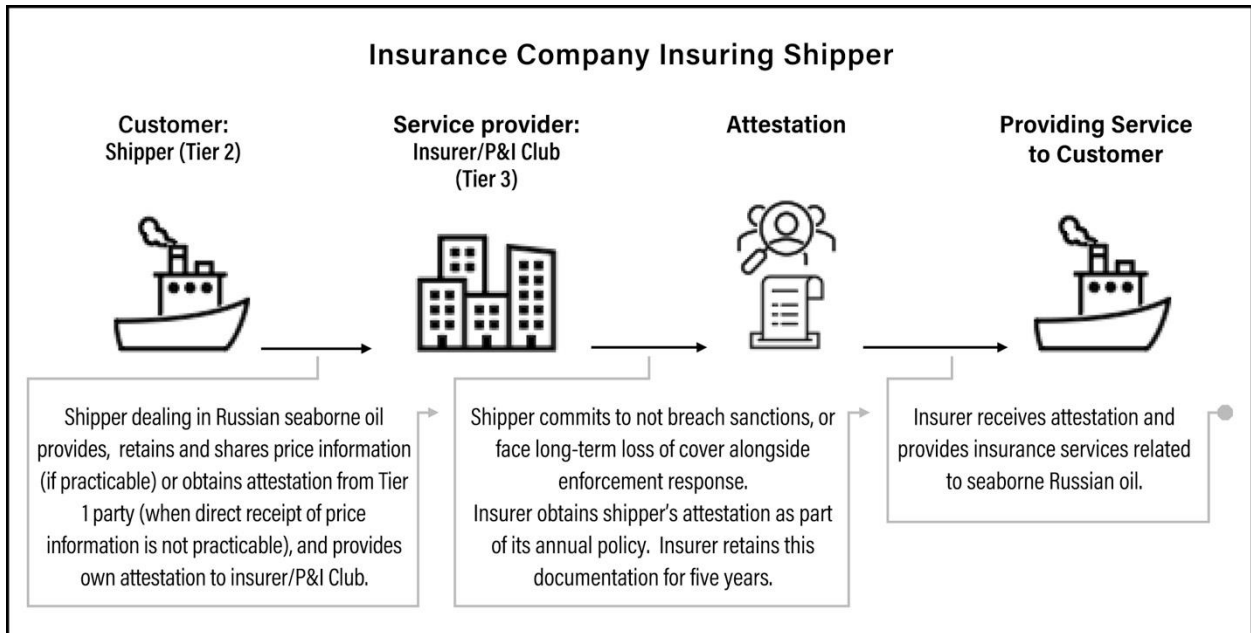 Insurance Company Insuring Shipper
Customer:
Shipper (Tier 2)
Service provider:
Insurer/P&I Club
(Tier 3)
Attestation
Providing Service
to Customer
Shipper dealing in Russian seaborne oil
provides, retains and shares price information
(if practicable) or obtains attestation from Tier
1 party (when direct receipt of price
information is not practicable), and provides
own attestation to insurer/P&I Club.
Shipper commits to not breach sanctions, or
face long-term loss of cover alongside
enforcement response.
Insurer obtains shipper’s attestation as part
of its annual policy. Insurer retains this
documentation for five years.
Insurer receives attestation and
provides insurance services related
to seaborne Russian oil.